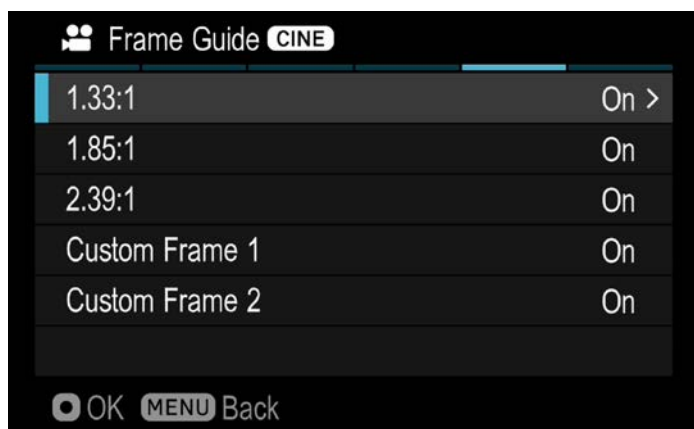 Frame Guide CINE
1.33:1 On >
1.85:1 On
2.39:1 On
Custom Frame 1 On
Custom Frame 2 On
OK MENU Back